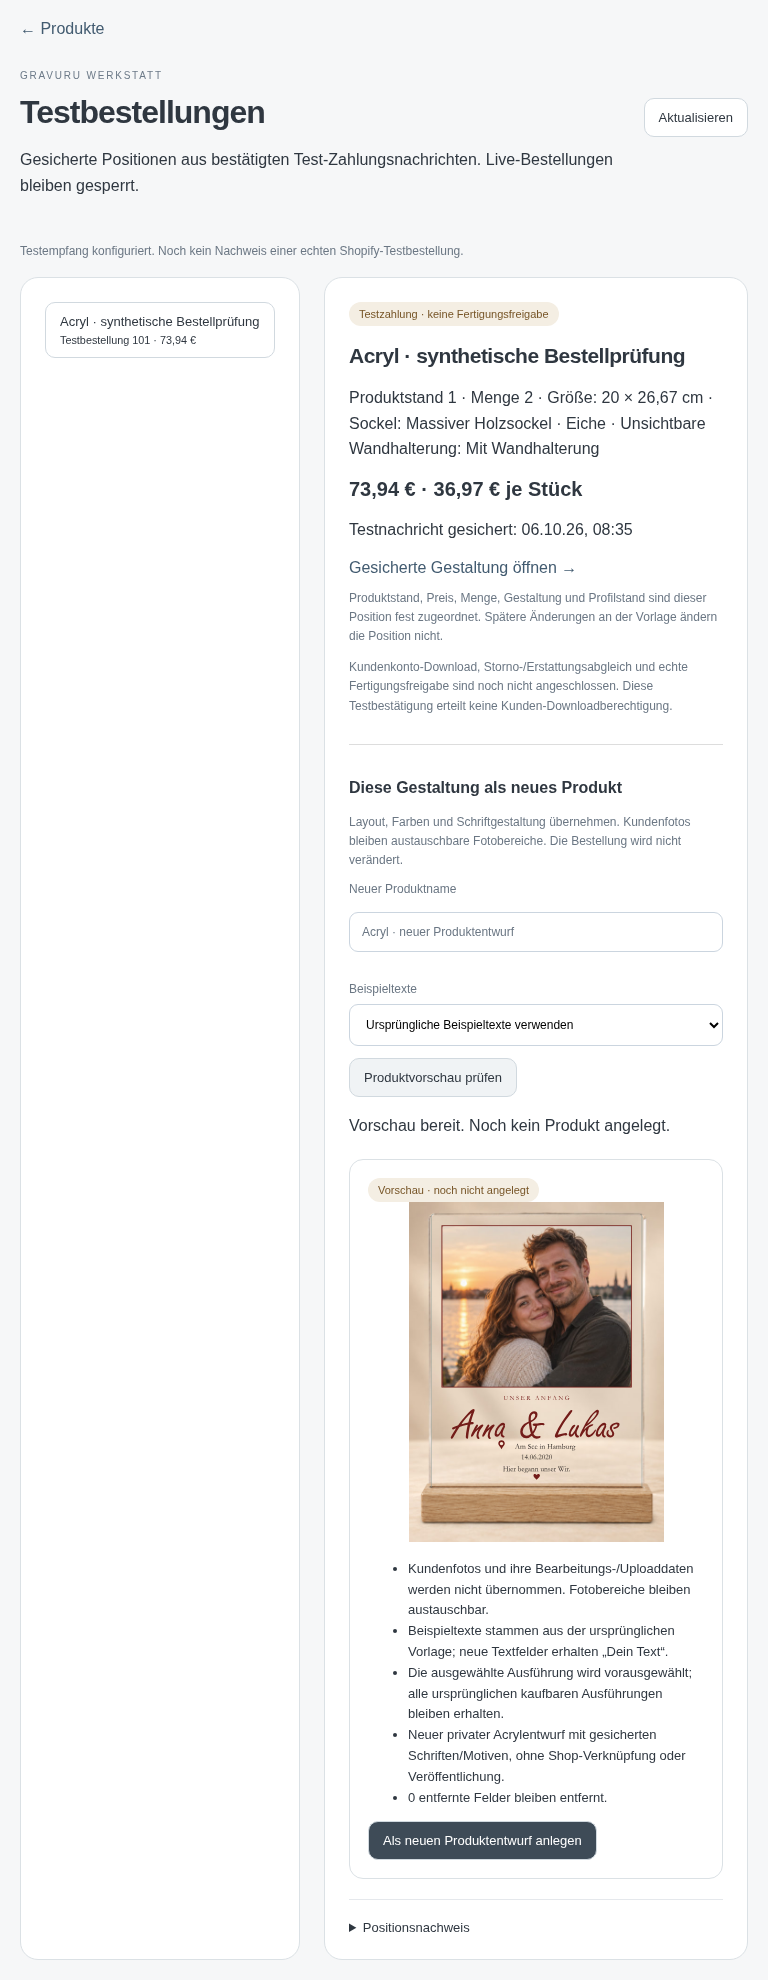 ← Produkte
GRAVURU WERKSTATT
Testbestellungen
Aktualisieren
Gesicherte Positionen aus bestätigten Test-Zahlungsnachrichten. Live-Bestellungen
bleiben gesperrt.
Testempfang konfiguriert. Noch kein Nachweis einer echten Shopify-Testbestellung.
Acryl · synthetische Bestellprüfung
Testbestellung 101 · 73,94 €
Testzahlung · keine Fertigungsfreigabe
Acryl · synthetische Bestellprüfung
Produktstand 1 · Menge 2 · Größe: 20 × 26,67 cm ·
Sockel: Massiver Holzsockel · Eiche · Unsichtbare
Wandhalterung: Mit Wandhalterung
73,94 € · 36,97 € je Stück
Testnachricht gesichert: 06.10.26, 08:35
Gesicherte Gestaltung öffnen →
Produktstand, Preis, Menge, Gestaltung und Profilstand sind dieser
Position fest zugeordnet. Spätere Änderungen an der Vorlage ändern
die Position nicht.
Kundenkonto-Download, Storno-/Erstattungsabgleich und echte
Fertigungsfreigabe sind noch nicht angeschlossen. Diese
Testbestätigung erteilt keine Kunden-Downloadberechtigung.
Diese Gestaltung als neues Produkt
Layout, Farben und Schriftgestaltung übernehmen. Kundenfotos
bleiben austauschbare Fotobereiche. Die Bestellung wird nicht
verändert.
Neuer Produktname
Acryl · neuer Produktentwurf
Beispieltexte
Ursprüngliche Beispieltexte verwenden
Produktvorschau prüfen
Vorschau bereit. Noch kein Produkt angelegt.
Vorschau · noch nicht angelegt
UNSER ANFANG
Anna & Lukas
Am See in Hamburg
14.06.2020
Hier begann unser Wir.
• Kundenfotos und ihre Bearbeitungs-/Uploaddaten
werden nicht übernommen. Fotobereiche bleiben
austauschbar.
• Beispieltexte stammen aus der ursprünglichen
Vorlage; neue Textfelder erhalten „Dein Text“.
• Die ausgewählte Ausführung wird vorausgewählt;
alle ursprünglichen kaufbaren Ausführungen
bleiben erhalten.
• Neuer privater Acrylentwurf mit gesicherten
Schriften/Motiven, ohne Shop-Verknüpfung oder
Veröffentlichung.
• 0 entfernte Felder bleiben entfernt.
Als neuen Produktentwurf anlegen
▶ Positionsnachweis